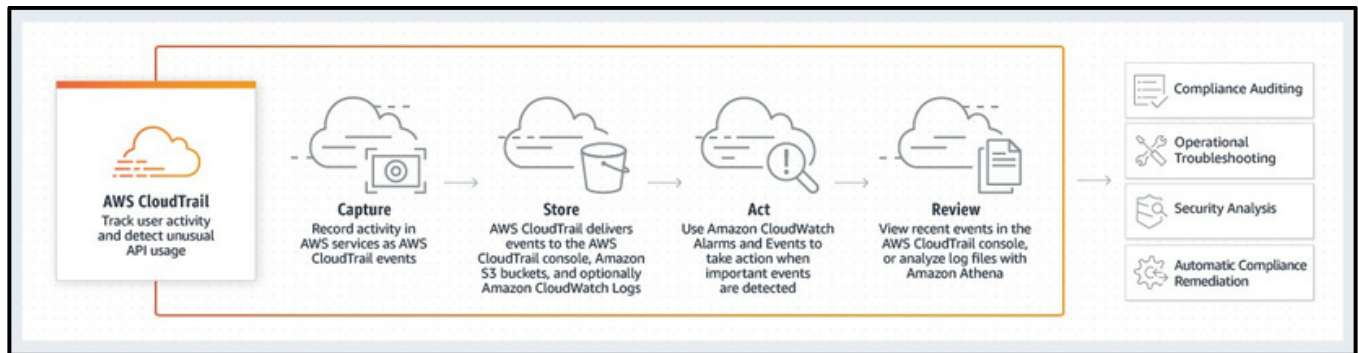 AWS CloudTrail
Track user activity
and detect unusual
API usage
Capture
Record activity in
AWS services as AWS
CloudTrail events
Store
AWS CloudTrail delivers
events to the AWS
CloudTrail console, Amazon
S3 buckets, and optionally
Amazon CloudWatch Logs
Act
Use Amazon CloudWatch
Alarms and Events to
take action when
important events
are detected
Review
View recent events in the
AWS CloudTrail console,
or analyze log files with
Amazon Athena
Compliance Auditing
Operational
Troubleshooting
Security Analysis
Automatic Compliance
Remediation